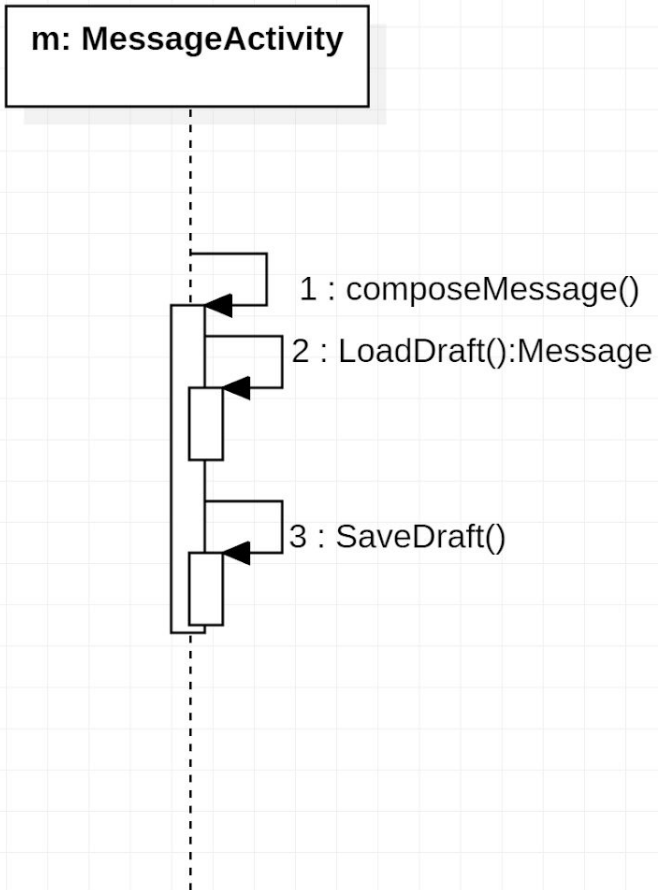 m: MessageActivity
1 : composeMessage()
2 : LoadDraft():Message
3 : SaveDraft()